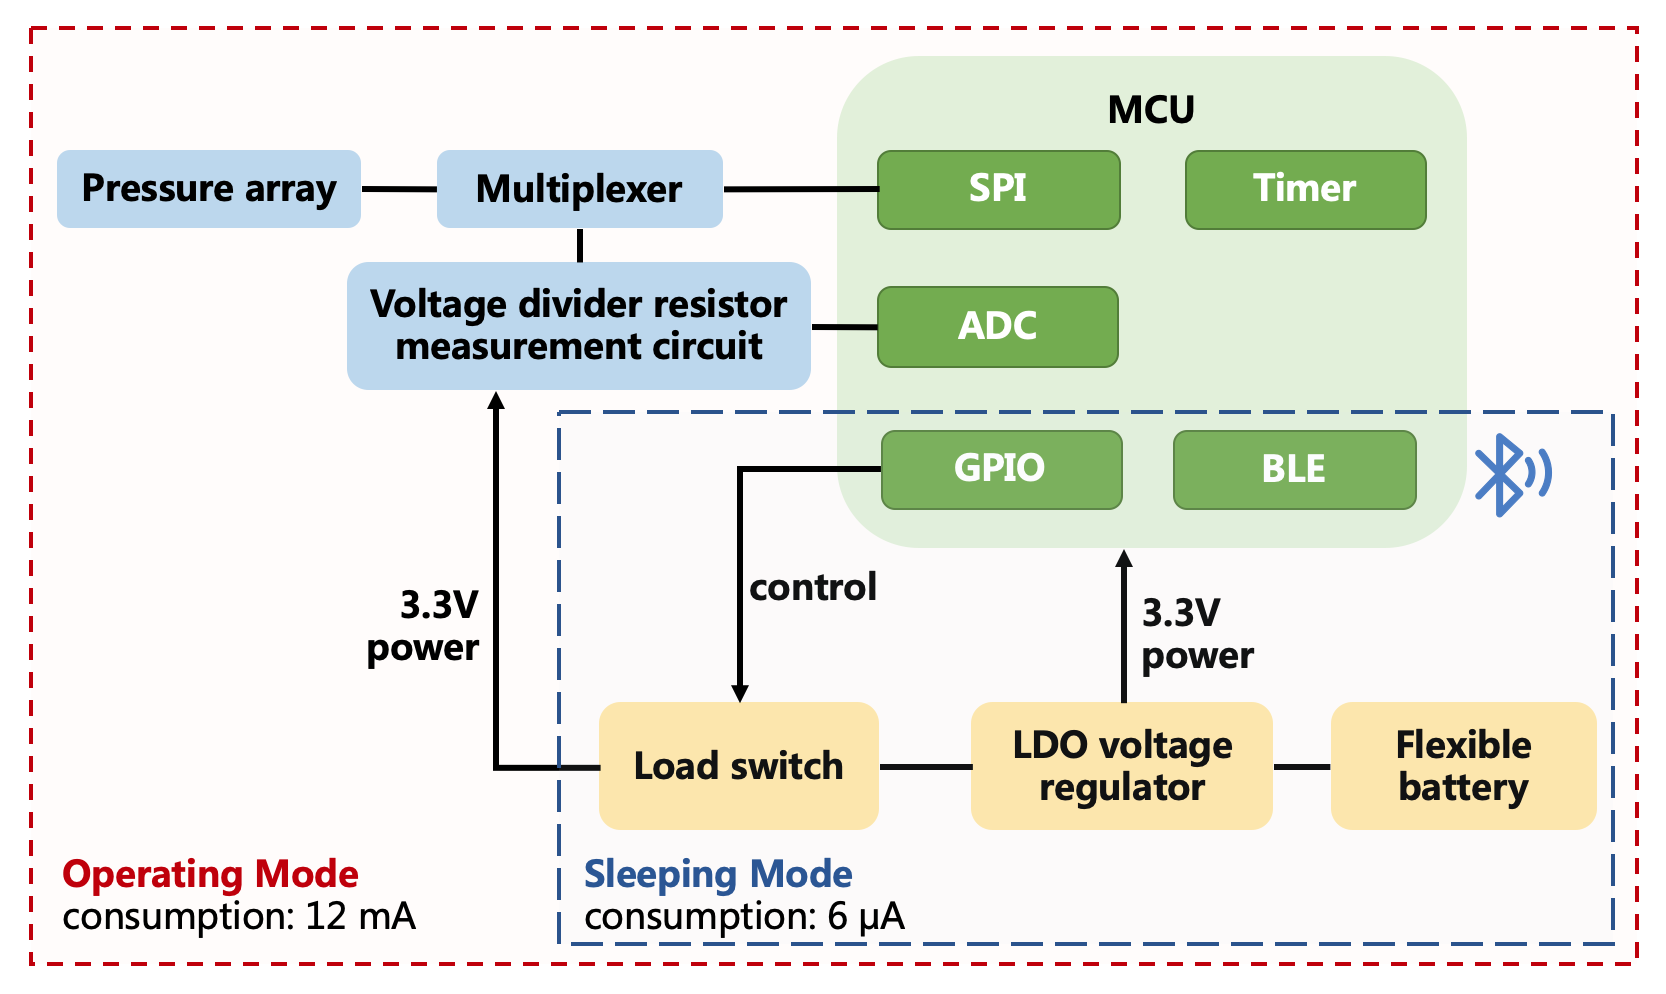 MCU
Pressure array
Multiplexer
SPI
Timer
Voltage divider resistor
measurement circuit
ADC
GPIO
BLE
control
3.3V
power
3.3V
power
Load switch
LDO voltage
regulator
Flexible
battery
Operating Mode
consumption: 12 mA
Sleeping Mode
consumption: 6 µA